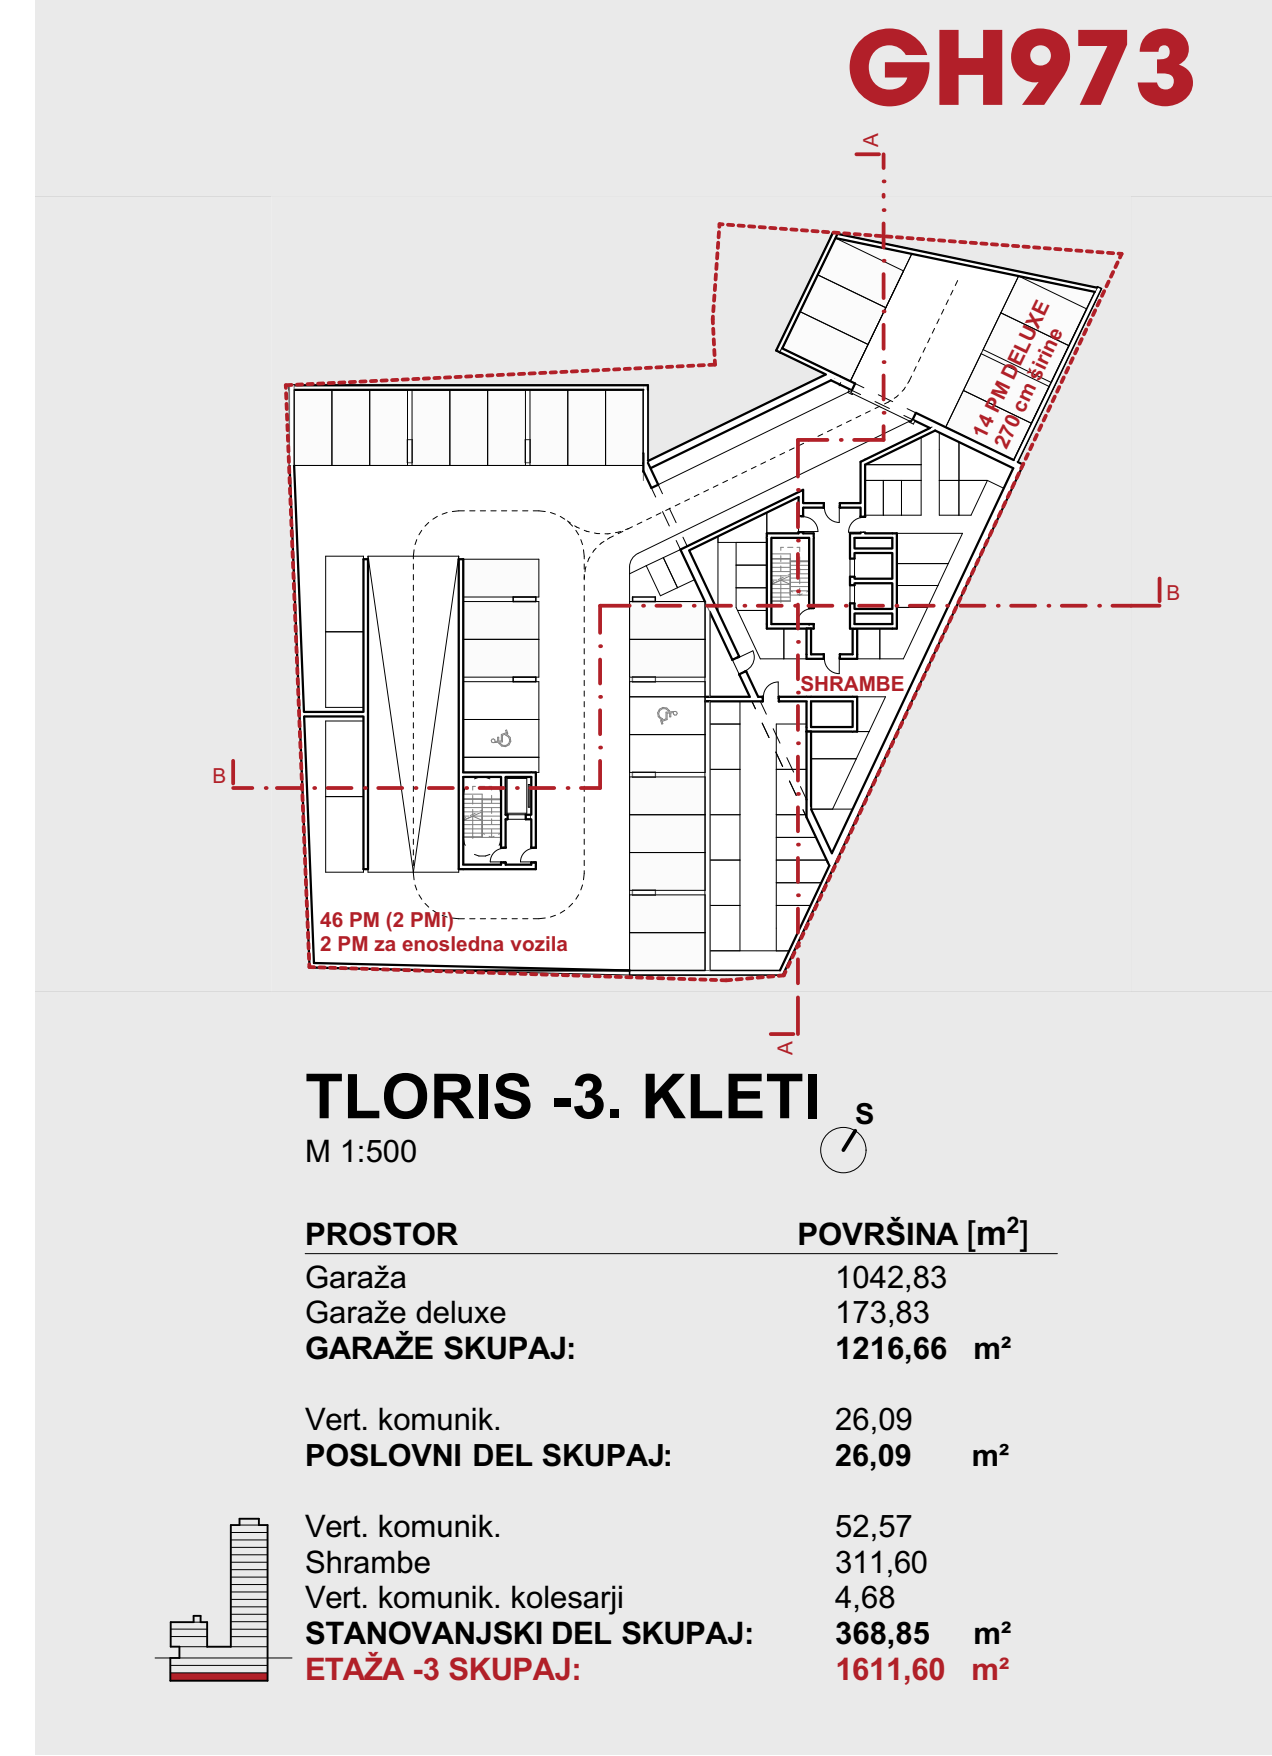 GH973
A
14 PM DELUXE
270 cm širine
B
SHRAMBE
B
46 PM (2 PMi)
2 PM za enosledna vozila
A
TLORIS -3. KLETI
S
M 1:500
PROSTOR POVRŠINA [m²]
Garaža 1042,83
Garaže deluxe 173,83
GARAŽE SKUPAJ: 1216,66 m²
Vert. komunik. 26,09
POSLOVNI DEL SKUPAJ: 26,09 m²
Vert. komunik. 52,57
Shrambe 311,60
Vert. komunik. kolesarji 4,68
STANOVANJSKI DEL SKUPAJ: 368,85 m²
ETAŽA -3 SKUPAJ: 1611,60 m²